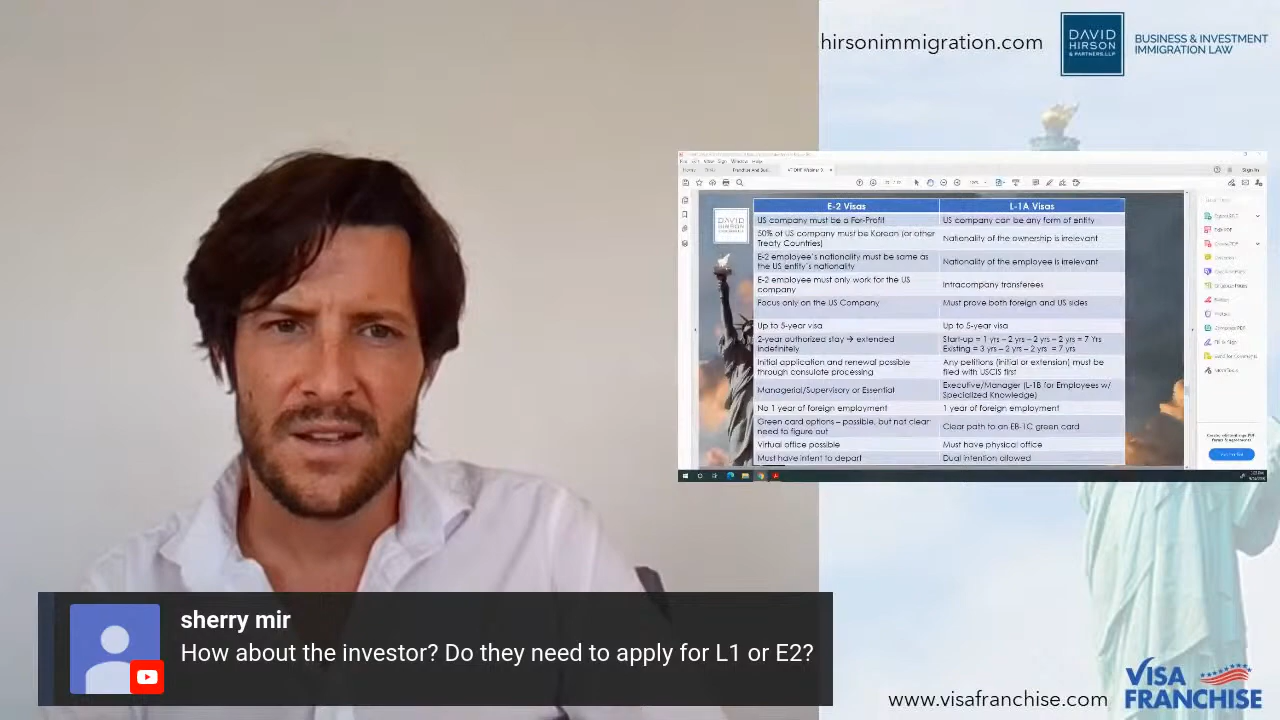 hirsonimmigration.com
DAVID
HIRSON
& PARTNERS, LLP
BUSINESS & INVESTMENT
IMMIGRATION LAW
E-2 Visas
L-1A Visas
US company must be a For-Profit
US company can be any form of entity
50% of US company must be Korean (or other
Treaty Countries)
Nationality of the ownership is irrelevant
E-2 employee's nationality must be same as
the US entity's nationality
Nationality of the employee is irrelevant
E-2 employee must only work for the US
company
Intracompany transferees
Focus only on the US Company
Must prove both foreign and US sides
Up to 5-year visa
Up to 5-year visa
2-year authorized stay → extended
indefinitely
Start-up = 1 yrs – 2 yrs – 2 yrs – 2 yrs = 7 Yrs
Existing = 3 yrs – 2 yrs – 2 yrs = 7 yrs
Initial application and renewal possible
through consulate processing
Any petitions (initial or extension) must be
filed with USCIS first
Managerial/Supervisory or Essential
Executive/Manager (L-1B for Employees w/
Specialized Knowledge)
No 1 year of foreign employment
1 year of foreign employment
Green card options – possible, but not clear
need to figure out
Clear path to an EB-1C green card
Virtual office possible
Must have physical office
Must have intent to depart
Dual intention allowed
sherry mir
How about the investor? Do they need to apply for L1 or E2?
www.visafranchise.com
VISA
FRANCHISE